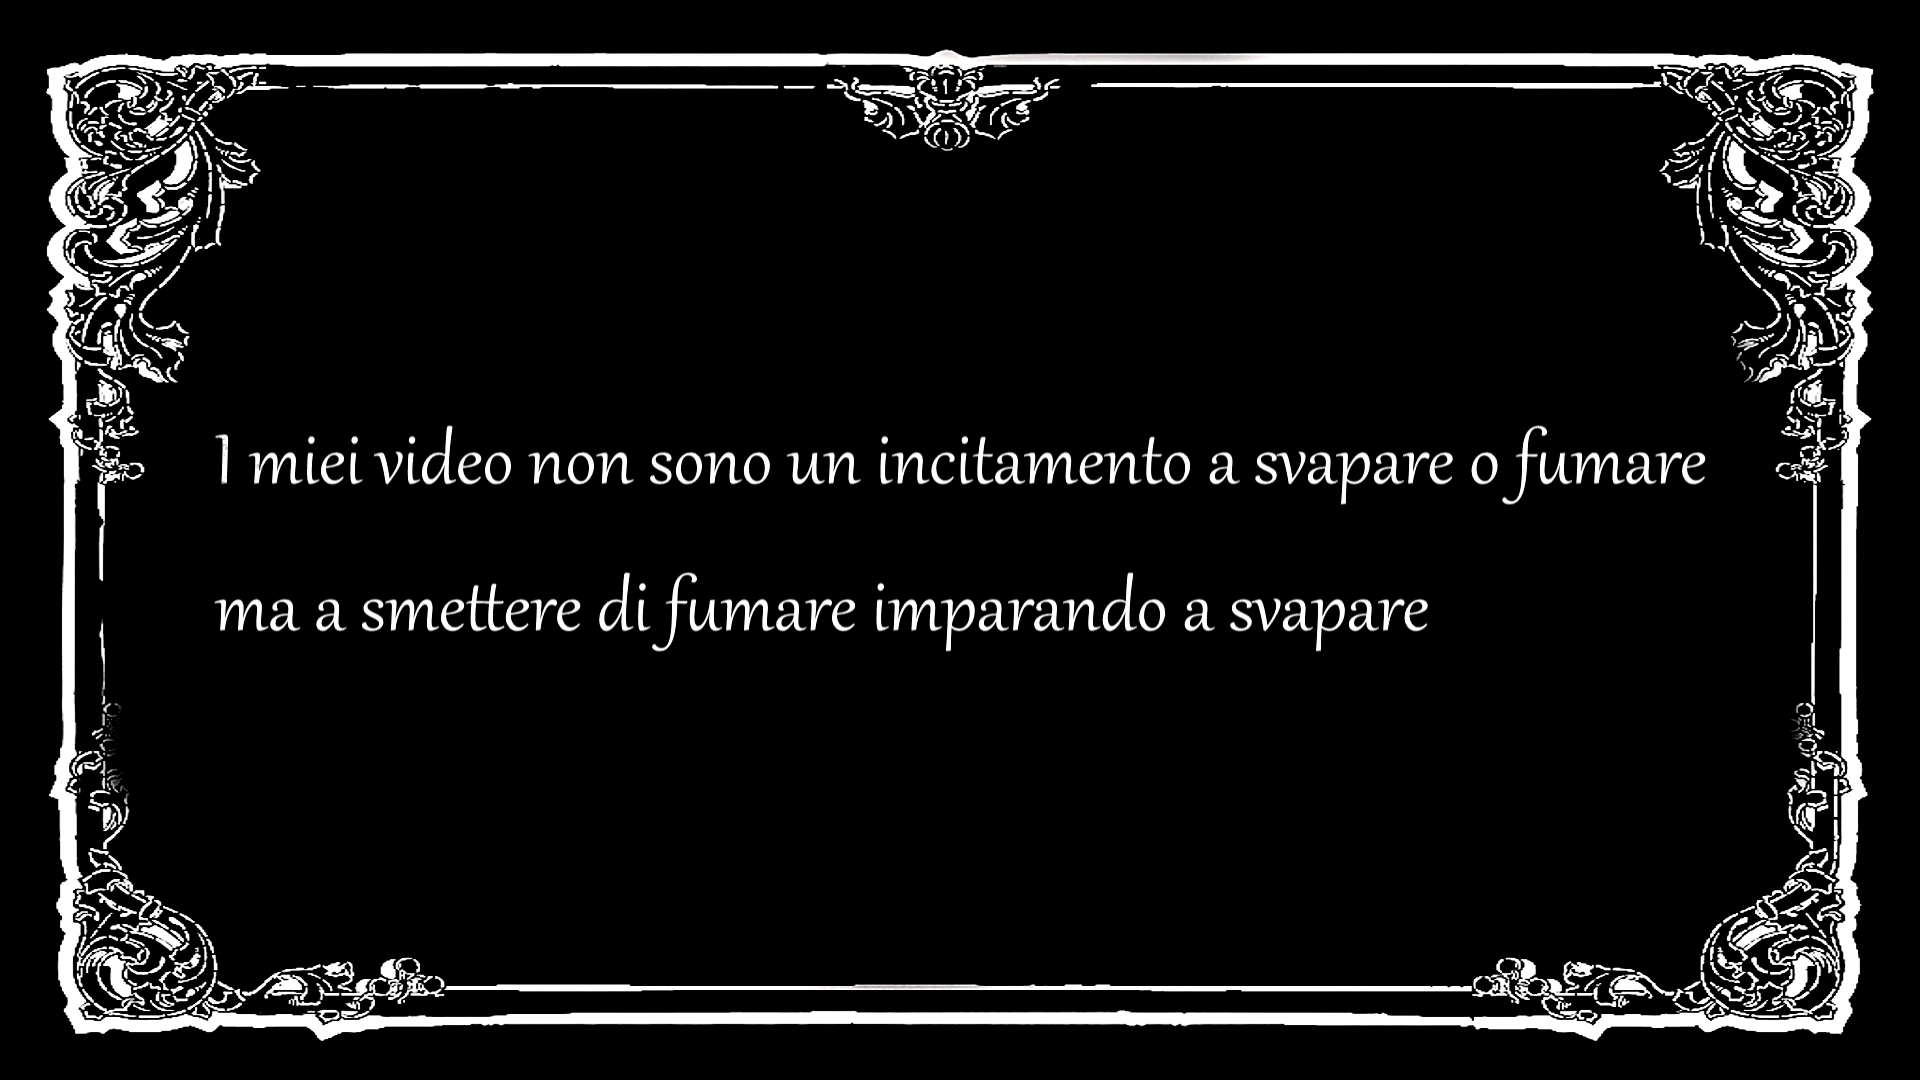 I miei video non sono un incitamento a svapare o fumare
ma a smettere di fumare imparando a svapare